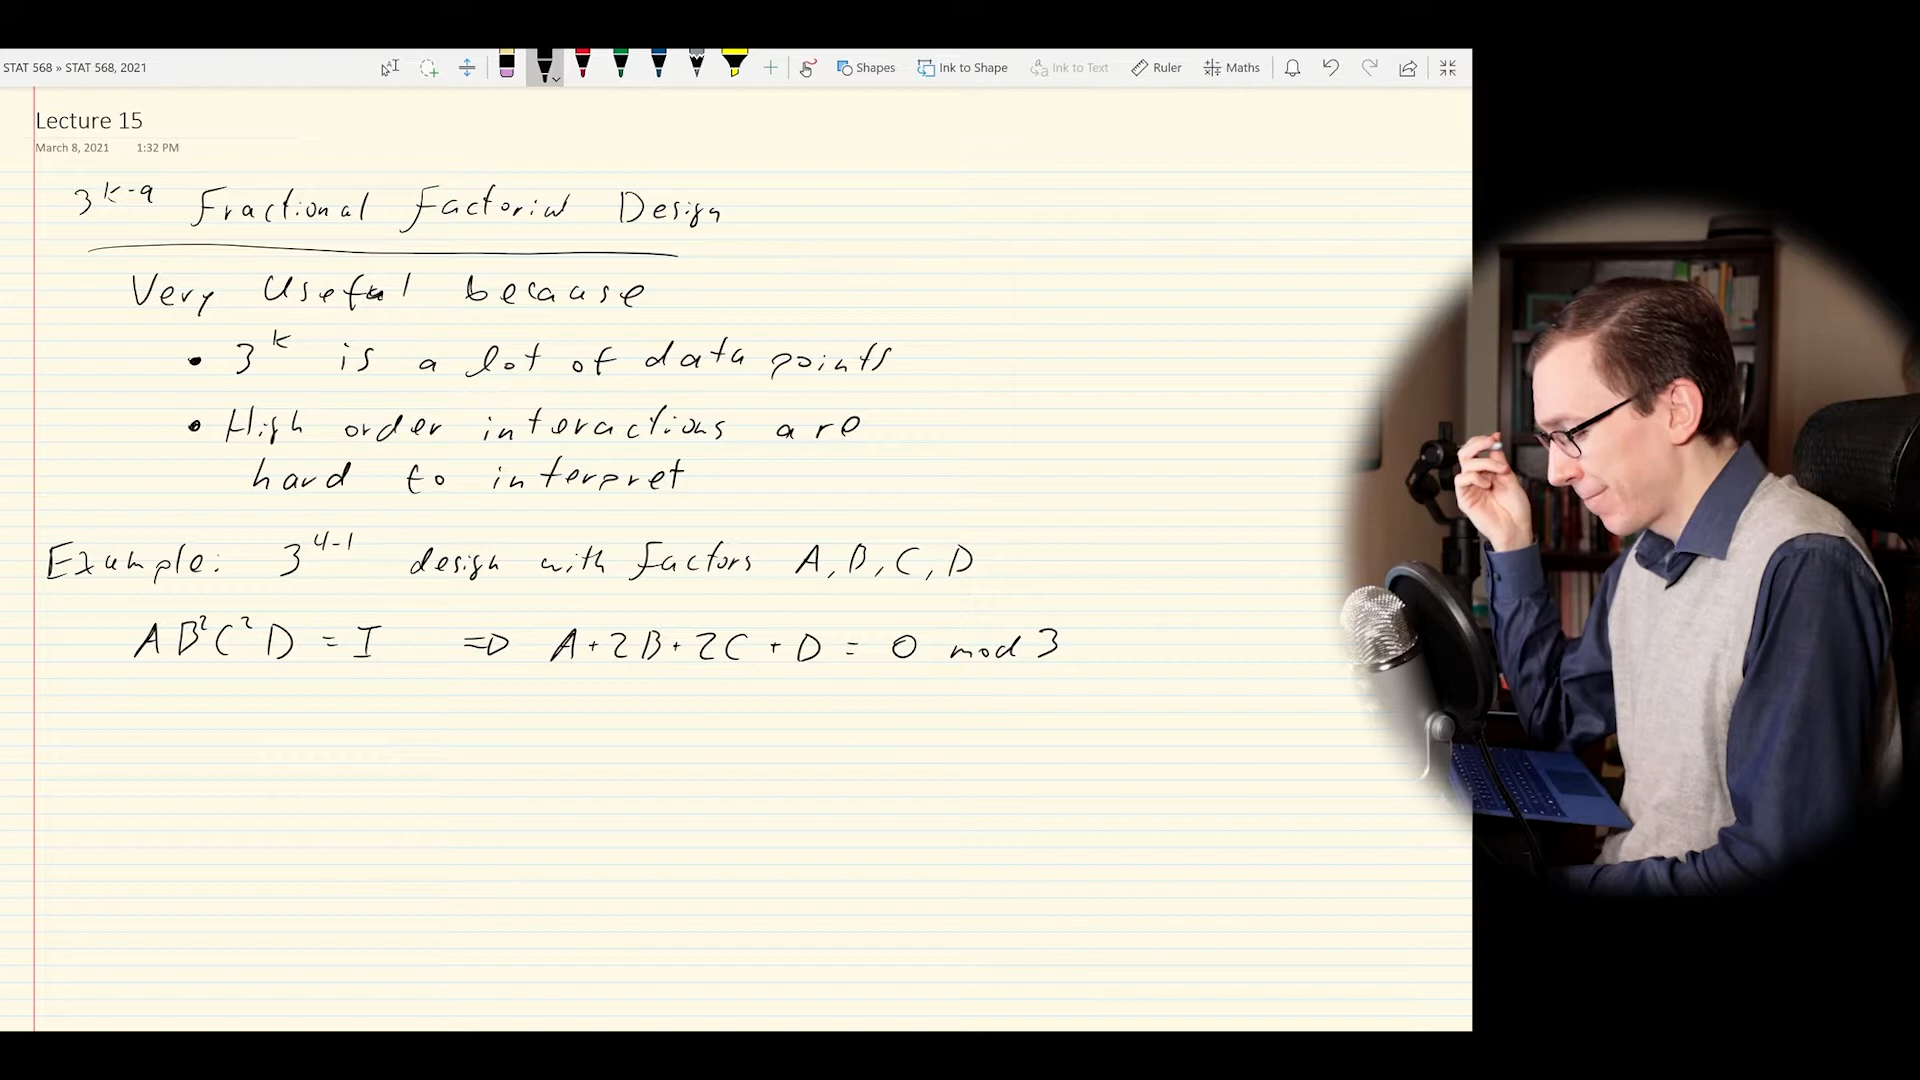 STAT 568 » STAT 568, 2021
Shapes Ink to Shape Ink to Text Ruler Maths
Lecture 15
March 8, 2021 1:32 PM
3^{k-q} Fractional Factorial Design
Very Useful because
• 3^k is a lot of data points
• High order interactions are
hard to interpret
Example: 3^{4-1} design with factors A, B, C, D
A B² C² D = I ⇒ A + 2B + 2C + D = 0 mod 3